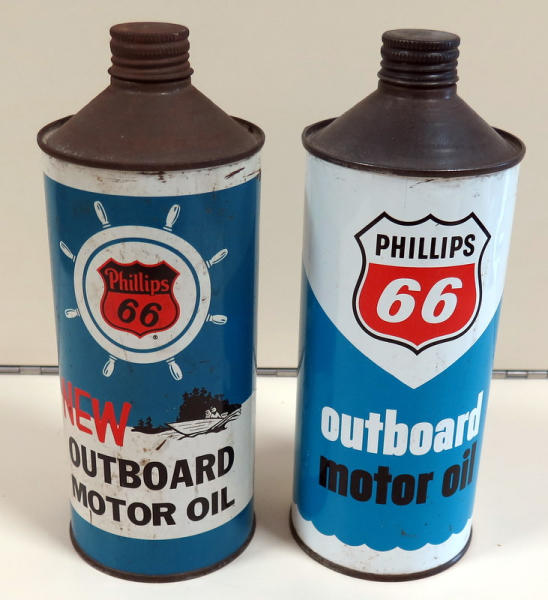 Phillips
66
®
NEW
OUTBOARD
MOTOR OIL
PHILLIPS
66
outboard
motor oil